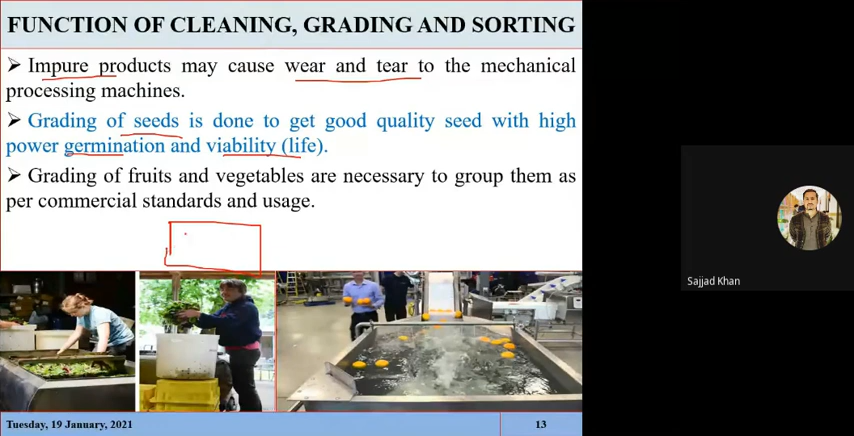 FUNCTION OF CLEANING, GRADING AND SORTING
➢ Impure products may cause wear and tear to the mechanical
processing machines.
➢ Grading of seeds is done to get good quality seed with high
power germination and viability (life).
➢ Grading of fruits and vegetables are necessary to group them as
per commercial standards and usage.
Sajjad Khan
Tuesday, 19 January, 2021
13